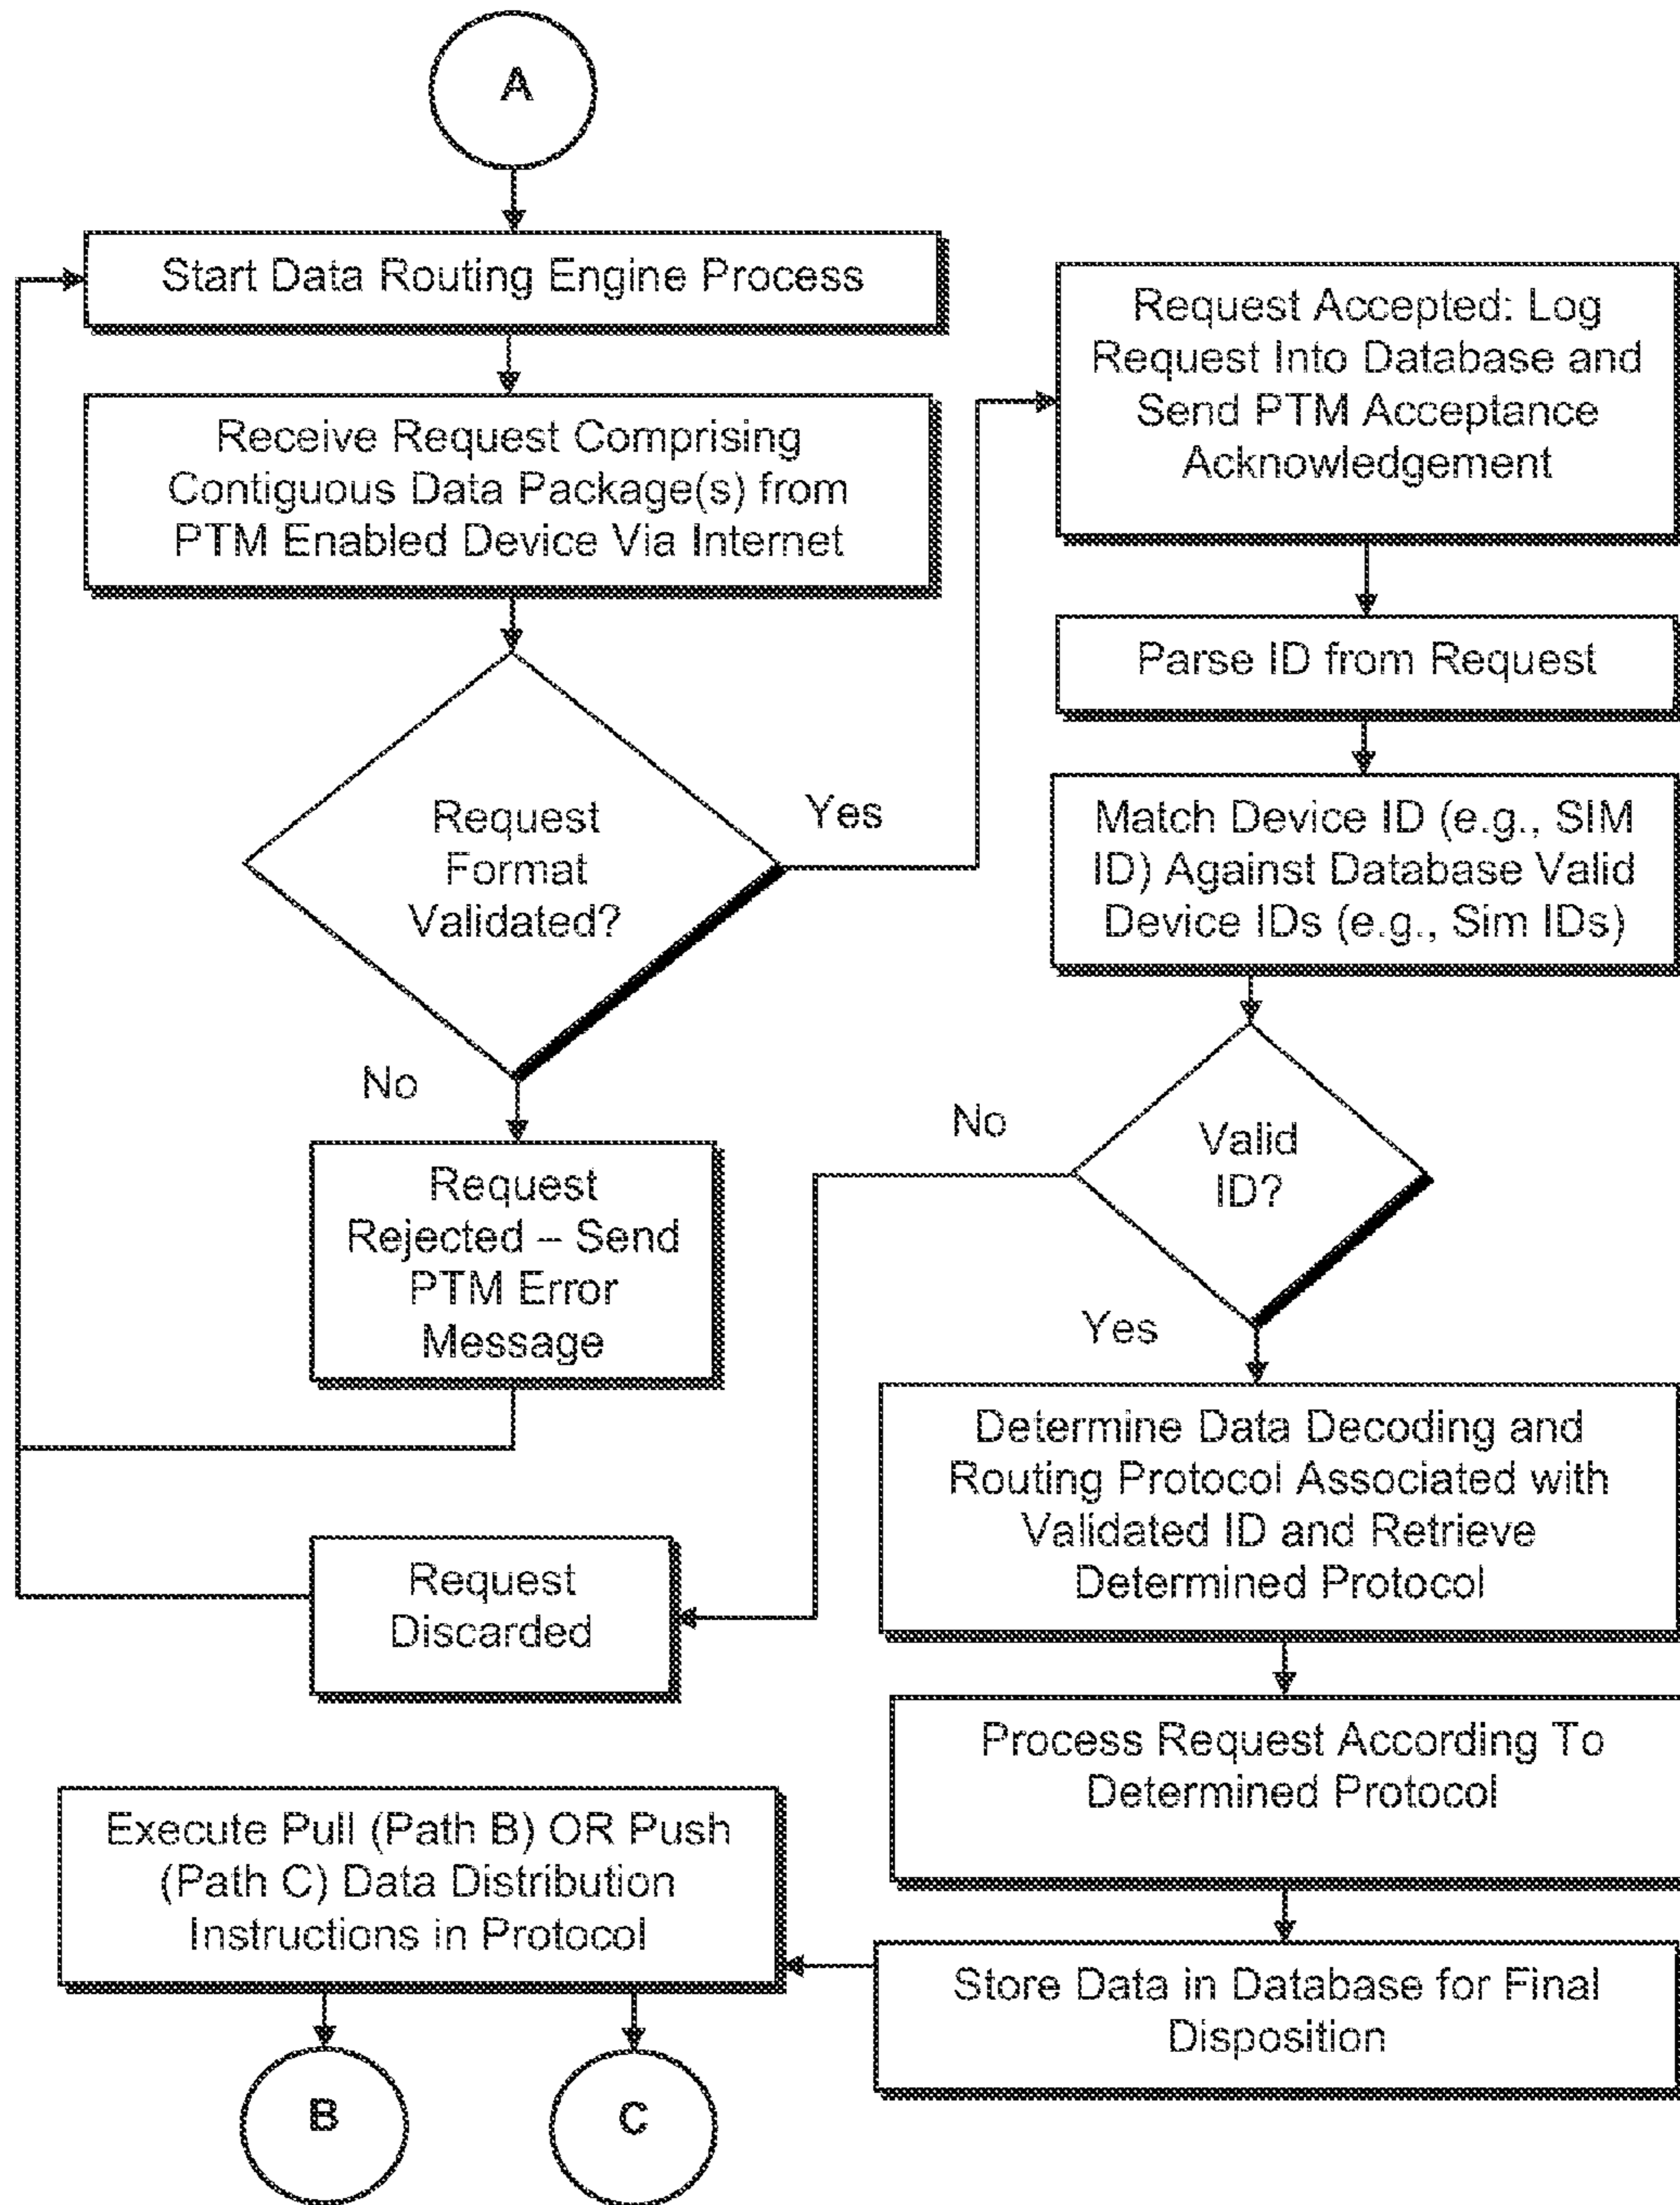 A
Start Data Routing Engine Process
Receive Request Comprising
Contiguous Data Package(s) from
PTM Enabled Device Via Internet
Request
Format
Validated?
Yes
No
Request
Rejected – Send
PTM Error
Message
Request Accepted: Log
Request Into Database and
Send PTM Acceptance
Acknowledgement
Parse ID from Request
Match Device ID (e.g., SIM
ID) Against Database Valid
Device IDs (e.g., Sim IDs)
Valid
ID?
No
Yes
Request
Discarded
Determine Data Decoding and
Routing Protocol Associated with
Validated ID and Retrieve
Determined Protocol
Process Request According To
Determined Protocol
Store Data in Database for Final
Disposition
Execute Pull (Path B) OR Push
(Path C) Data Distribution
Instructions in Protocol
B
C